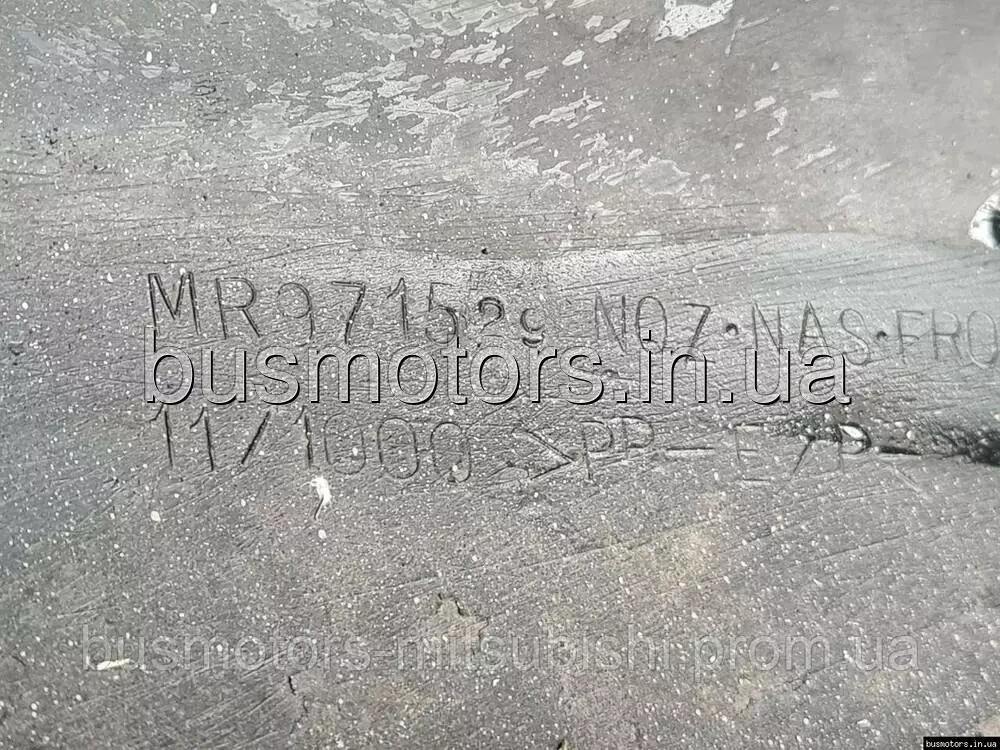 MR971529 N07·NAS·FRO
busmotors.in.ua
11/1000 >PP-E/P-
busmotors-mitsubishi.prom.ua
busmotors.in.ua